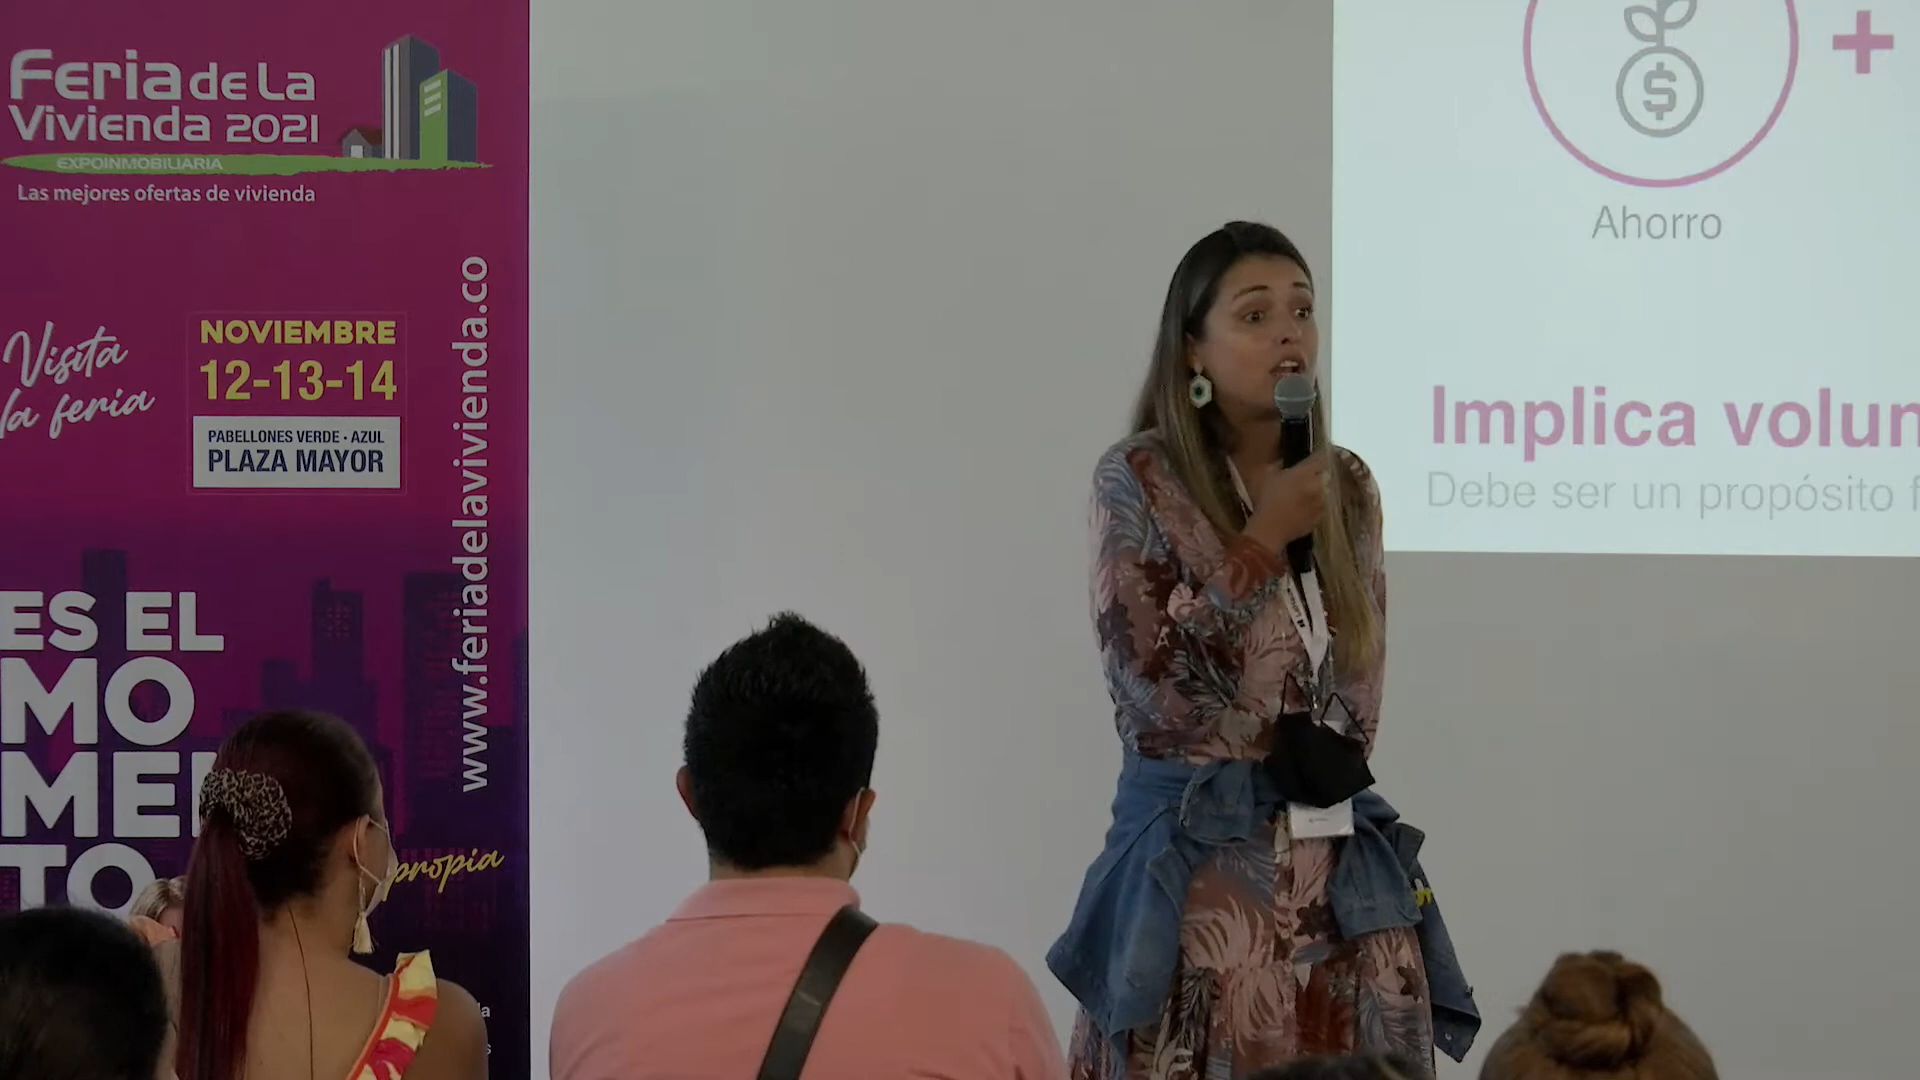 Feria de La
Vivienda 2021
EXPOINMOBILIARIA
Las mejores ofertas de vivienda
Visita
la feria
NOVIEMBRE
12-13-14
PABELLONES VERDE · AZUL
PLAZA MAYOR
www.feriadelavivienda.co
ES EL
MO
MEN
TO
propia
$
+
Ahorro
Implica volun
Debe ser un propósito f